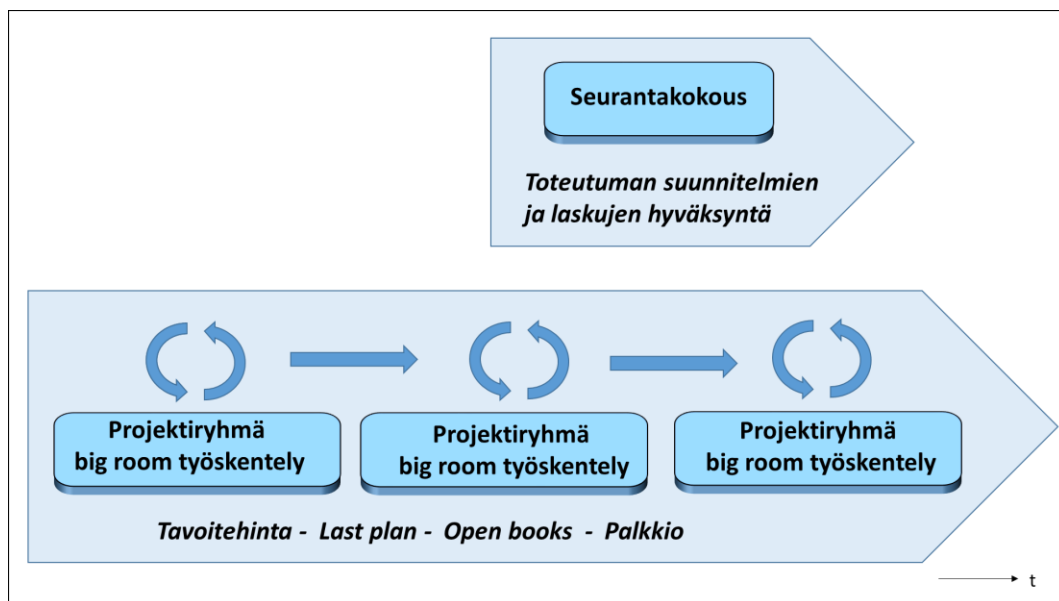 Seurantakokous
Toteutuman suunnitelmien
ja laskujen hyväksyntä
Projektiryhmä
big room työskentely
Projektiryhmä
big room työskentely
Projektiryhmä
big room työskentely
Tavoitehinta - Last plan - Open books - Palkkio
t